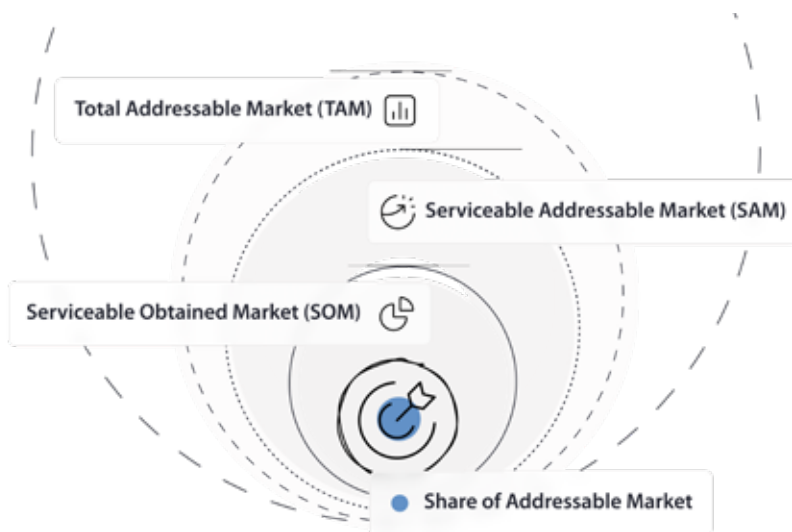 Total Addressable Market (TAM)
Serviceable Addressable Market (SAM)
Serviceable Obtained Market (SOM)
Share of Addressable Market